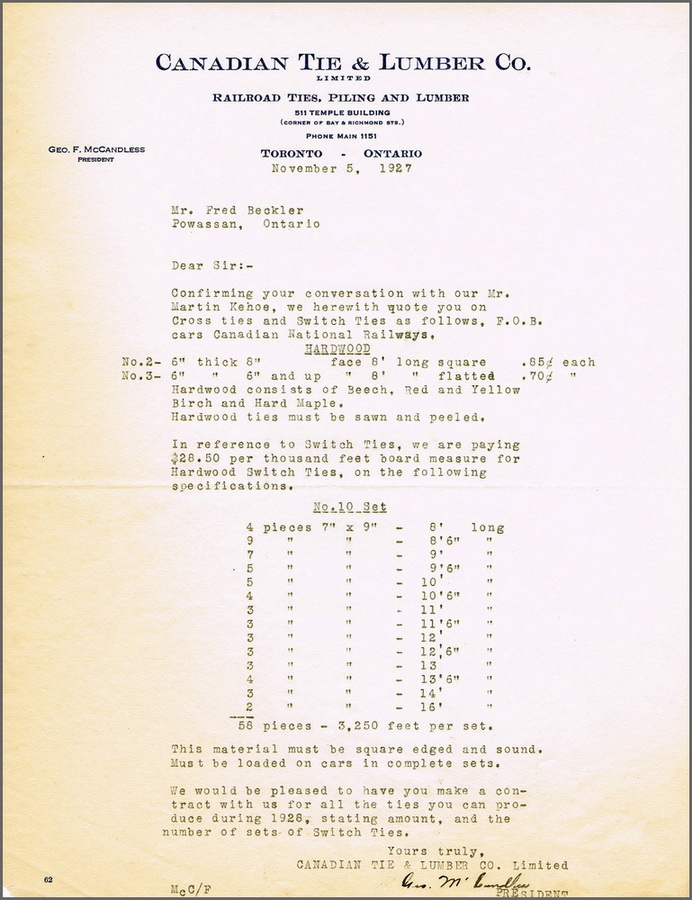 CANADIAN TIE & LUMBER CO.
LIMITED
RAILROAD TIES, PILING AND LUMBER
511 TEMPLE BUILDING
(CORNER OF BAY & RICHMOND STS.)
PHONE MAIN 1151
GEO. F. MCCANDLESS
PRESIDENT
TORONTO - ONTARIO
November 5, 1927
Mr. Fred Beckler
Powassan, Ontario
Dear Sir:-
Confirming your conversation with our Mr.
Martin Kehoe, we herewith quote you on
Cross ties and Switch Ties as follows, F.O.B.
cars Canadian National Railways.
HARDWOOD
No.2- 6" thick 8" face 8' long square .85¢ each
No.3- 6" " 6" and up " 8' " flatted .70¢ "
Hardwood consists of Beech, Red and Yellow
Birch and Hard Maple.
Hardwood ties must be sawn and peeled.
In reference to Switch Ties, we are paying
$28.50 per thousand feet board measure for
Hardwood Switch Ties, on the following
specifications.
No.10 Set
4 pieces 7" x 9" - 8' long
9 " " - 8'6" "
7 " " - 9' "
5 " " - 9'6" "
5 " " - 10' "
4 " " - 10'6" "
3 " " - 11' "
3 " " - 11'6" "
3 " " - 12' "
3 " " - 12'6" "
3 " " - 13' "
4 " " - 13'6" "
3 " " - 14' "
2 " " - 16' "
58 pieces - 3,250 feet per set.
This material must be square edged and sound.
Must be loaded on cars in complete sets.
We would be pleased to have you make a con-
tract with us for all the ties you can pro-
duce during 1928, stating amount, and the
number of sets of Switch Ties.
Yours truly,
CANADIAN TIE & LUMBER CO. Limited
Geo. McCandless
PRESIDENT
62
McC/F